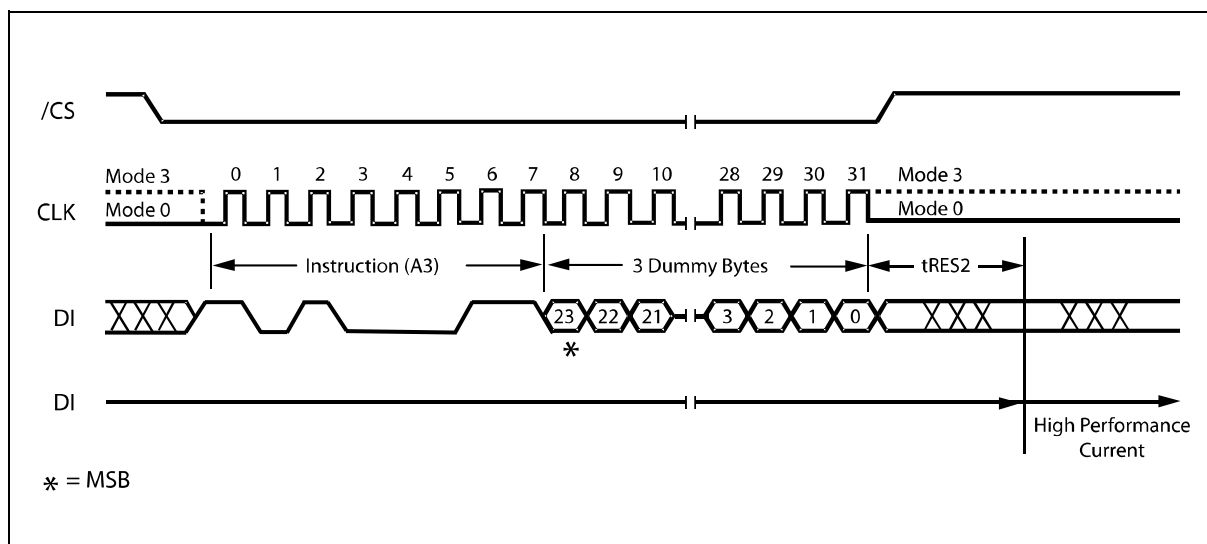 /CS
Mode 3
0 1 2 3 4 5 6 7 8 9 10 28 29 30 31
Mode 3
CLK
Mode 0
Mode 0
Instruction (A3)
3 Dummy Bytes
tRES2
DI
23 22 21 3 2 1 0
*
DI
High Performance
Current
* = MSB